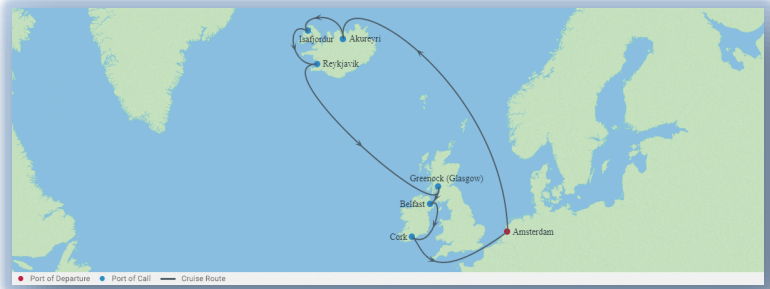 Isafjordur
Akureyri
Reykjavik
Greenock (Glasgow)
Belfast
Amsterdam
Cork
Port of Departure
Port of Call
Cruise Route